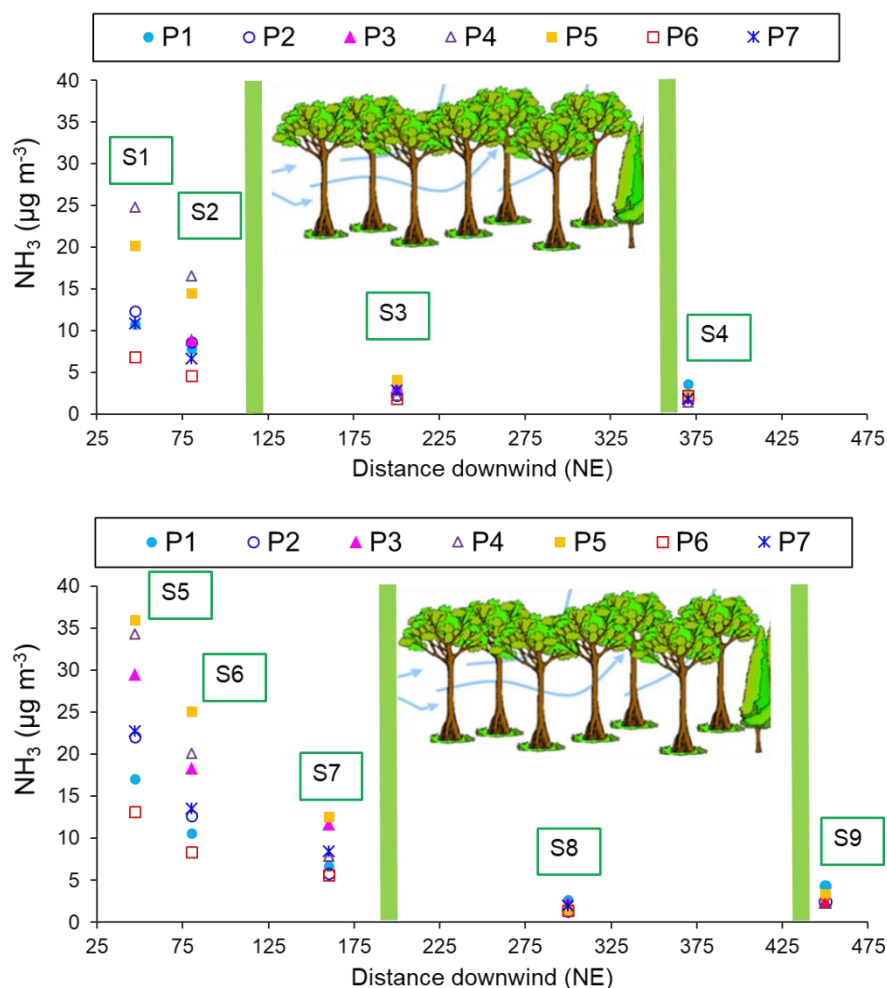 P1 P2 P3 P4 P5 P6 P7
40
35
30
25
20
15
10
5
0
NH₃ (µg m⁻³)
S1
S2
S3
S4
25 75 125 175 225 275 325 375 425 475
Distance downwind (NE)
P1 P2 P3 P4 P5 P6 P7
40
35
30
25
20
15
10
5
0
NH₃ (µg m⁻³)
S5
S6
S7
S8
S9
25 75 125 175 225 275 325 375 425 475
Distance downwind (NE)